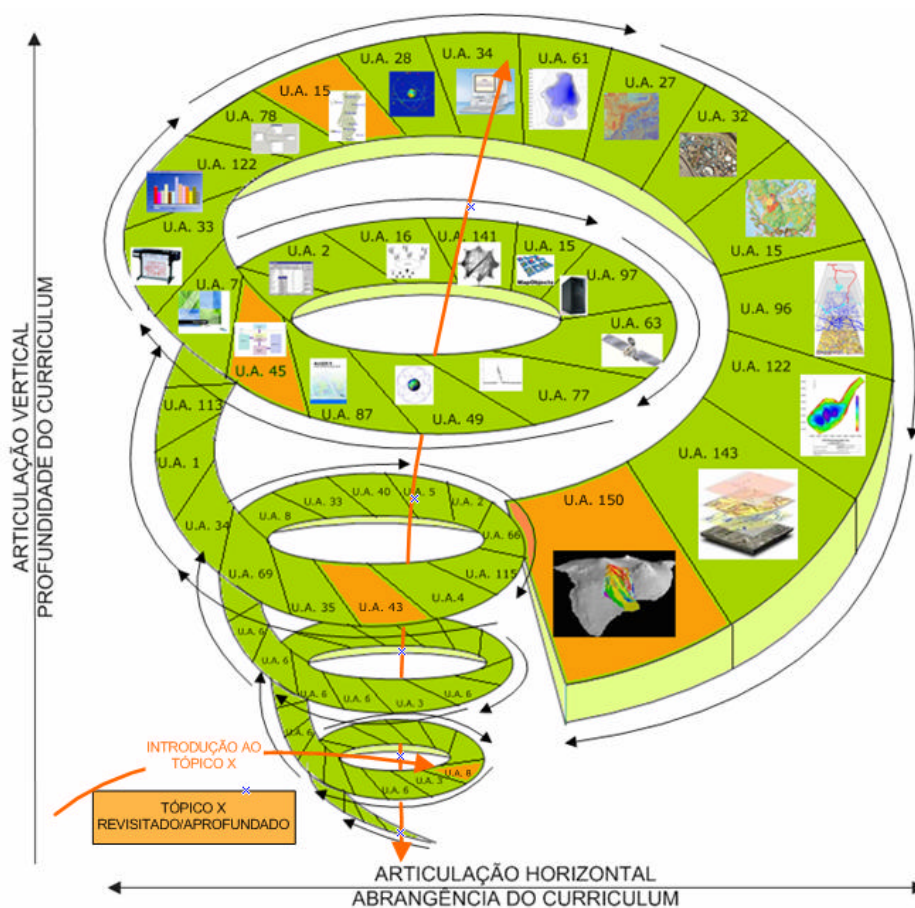 ARTICULAÇÃO VERTICAL
PROFUNDIDADE DO CURRICULUM
U.A. 28
U.A. 34
U.A. 61
U.A. 27
U.A. 15
U.A. 32
U.A. 78
U.A. 122
U.A. 33
U.A. 7
U.A. 15
U.A. 96
U.A. 122
U.A. 143
U.A. 150
U.A. 2
U.A. 16
U.A. 141
U.A. 15
MapObjects
U.A. 97
U.A. 63
U.A. 77
U.A. 49
U.A. 87
U.A. 45
U.A. 113
U.A. 1
U.A. 34
U.A. 69
U.A. 8
U.A. 33
U.A. 40
U.A. 5
U.A. 2
U.A. 66
U.A. 115
U.A.4
U.A. 43
U.A. 35
U.A. 6
U.A. 6
U.A. 6
U.A. 6
U.A. 3
U.A. 6
U.A. 6
INTRODUÇÃO AO
TÓPICO X
U.A. 8
U.A. 3
U.A. 6
TÓPICO X
REVISITADO/APROFUNDADO
ARTICULAÇÃO HORIZONTAL
ABRANGÊNCIA DO CURRICULUM